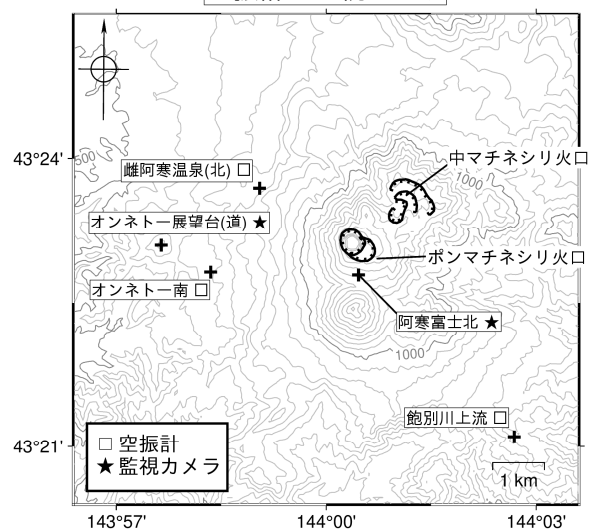 43°24'
500
雌阿寒温泉(北) □
中マチネシリ火口
1000
オンネトー展望台(道) ★
ポンマチネシリ火口
オンネトー南 □
阿寒富士北 ★
1000
飽別川上流 □
43°21'
□ 空振計
★ 監視カメラ
1 km
143°57'
144°00'
144°03'